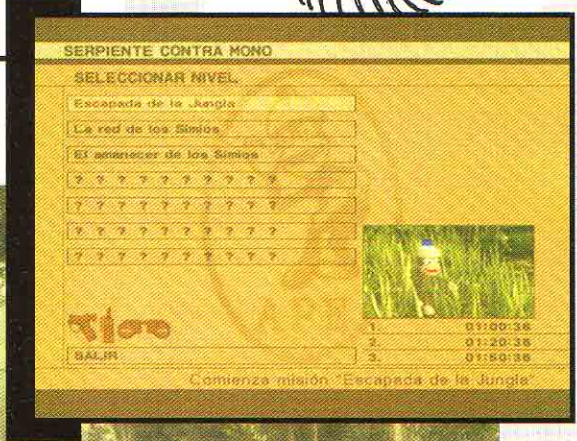 SERPIENTE CONTRA MONO
SELECCIONAR NIVEL
Escapada de la Jungla
La red de los Simios
El amanecer de los Simios
? ? ? ? ? ? ? ? ? ? ?
? ? ? ? ? ? ? ? ? ? ?
? ? ? ? ? ? ? ? ? ? ?
? ? ? ? ? ? ? ? ? ? ?
1. 01:00:36
2. 01:20:36
3. 01:50:36
SALIR
Comienza misión "Escapada de la Jungla"